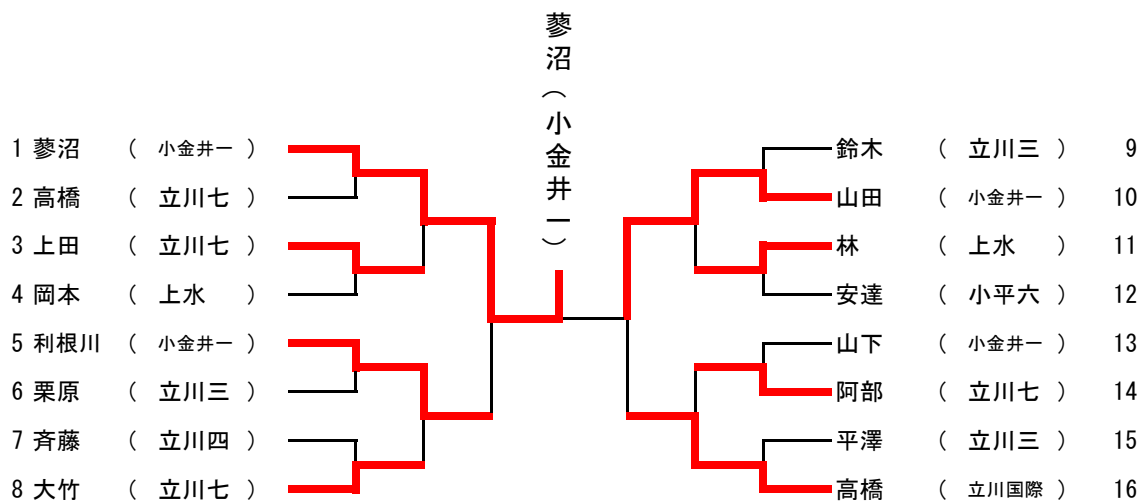 蓼沼（小金井一）
1 蓼沼 （ 小金井一 ）
2 高橋 （ 立川七 ）
3 上田 （ 立川七 ）
4 岡本 （ 上水 ）
5 利根川 （ 小金井一 ）
6 栗原 （ 立川三 ）
7 斉藤 （ 立川四 ）
8 大竹 （ 立川七 ）
鈴木 （ 立川三 ） 9
山田 （ 小金井一 ） 10
林 （ 上水 ） 11
安達 （ 小平六 ） 12
山下 （ 小金井一 ） 13
阿部 （ 立川七 ） 14
平澤 （ 立川三 ） 15
高橋 （ 立川国際 ） 16